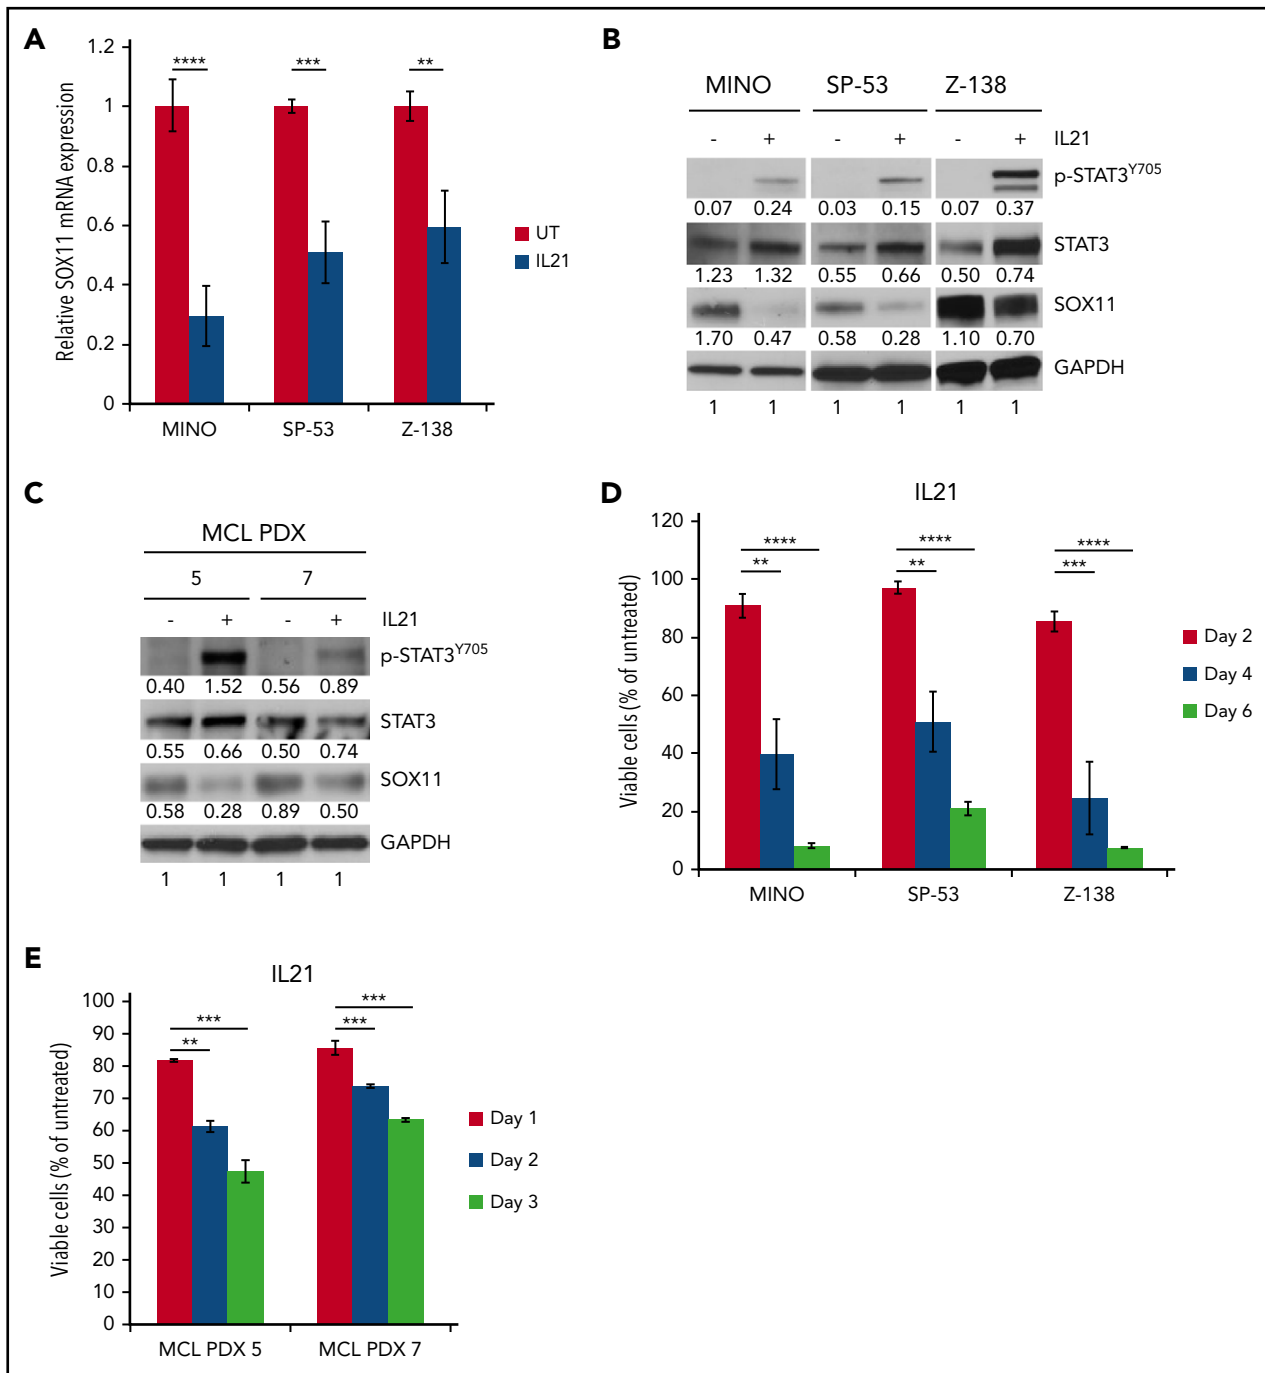 A
1.2
1
0.8
0.6
0.4
0.2
0
Relative SOX11 mRNA expression
**** *** **
MINO SP-53 Z-138
UT
IL21
B
MINO SP-53 Z-138
- + - + - + IL21
p-STAT3Y705
0.07 0.24 0.03 0.15 0.07 0.37
STAT3
1.23 1.32 0.55 0.66 0.50 0.74
SOX11
1.70 0.47 0.58 0.28 1.10 0.70
GAPDH
1 1 1 1 1 1
C
MCL PDX
5 7
- + - + IL21
p-STAT3Y705
0.40 1.52 0.56 0.89
STAT3
0.55 0.66 0.50 0.74
SOX11
0.58 0.28 0.89 0.50
GAPDH
1 1 1 1
D
IL21
120
100
80
60
40
20
0
Viable cells (% of untreated)
**** **** ****
** ** ***
MINO SP-53 Z-138
Day 2
Day 4
Day 6
E
IL21
100
90
80
70
60
50
40
30
20
10
0
Viable cells (% of untreated)
*** ***
** ***
MCL PDX 5 MCL PDX 7
Day 1
Day 2
Day 3